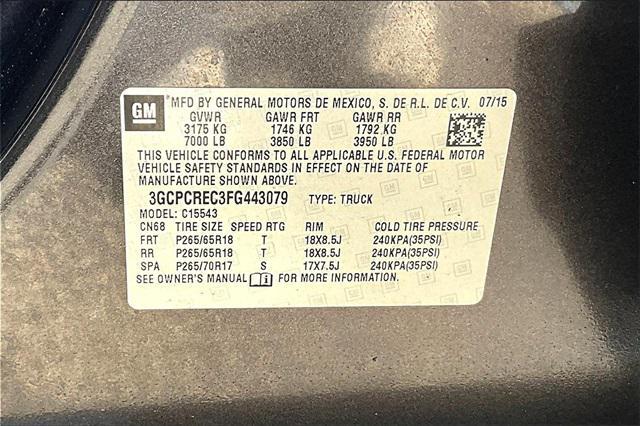 GM MFD BY GENERAL MOTORS DE MEXICO, S. DE R.L. DE C.V. 07/15
GVWR GAWR FRT GAWR RR
3175 KG 1746 KG 1792 KG
7000 LB 3850 LB 3950 LB
THIS VEHICLE CONFORMS TO ALL APPLICABLE U.S. FEDERAL MOTOR
VEHICLE SAFETY STANDARDS IN EFFECT ON THE DATE OF
MANUFACTURE SHOWN ABOVE.
3GCPCREC3FG443079 TYPE: TRUCK
MODEL: C15543
CN68 TIRE SIZE SPEED RTG RIM COLD TIRE PRESSURE
FRT P265/65R18 T 18X8.5J 240KPA(35PSI)
RR P265/65R18 T 18X8.5J 240KPA(35PSI)
SPA P265/70R17 S 17X7.5J 240KPA(35PSI)
SEE OWNER'S MANUAL FOR MORE INFORMATION.